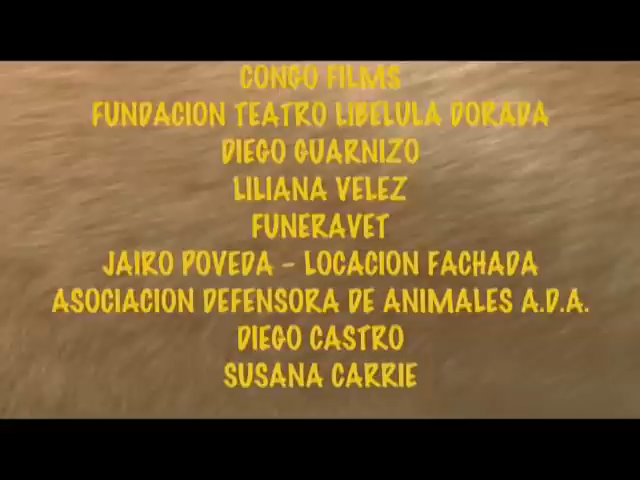 CONGO FILMS
FUNDACION TEATRO LIBELULA DORADA
DIEGO GUARNIZO
LILIANA VELEZ
FUNERAVET
JAIRO POVEDA - LOCACION FACHADA
ASOCIACION DEFENSORA DE ANIMALES A.D.A.
DIEGO CASTRO
SUSANA CARRIE